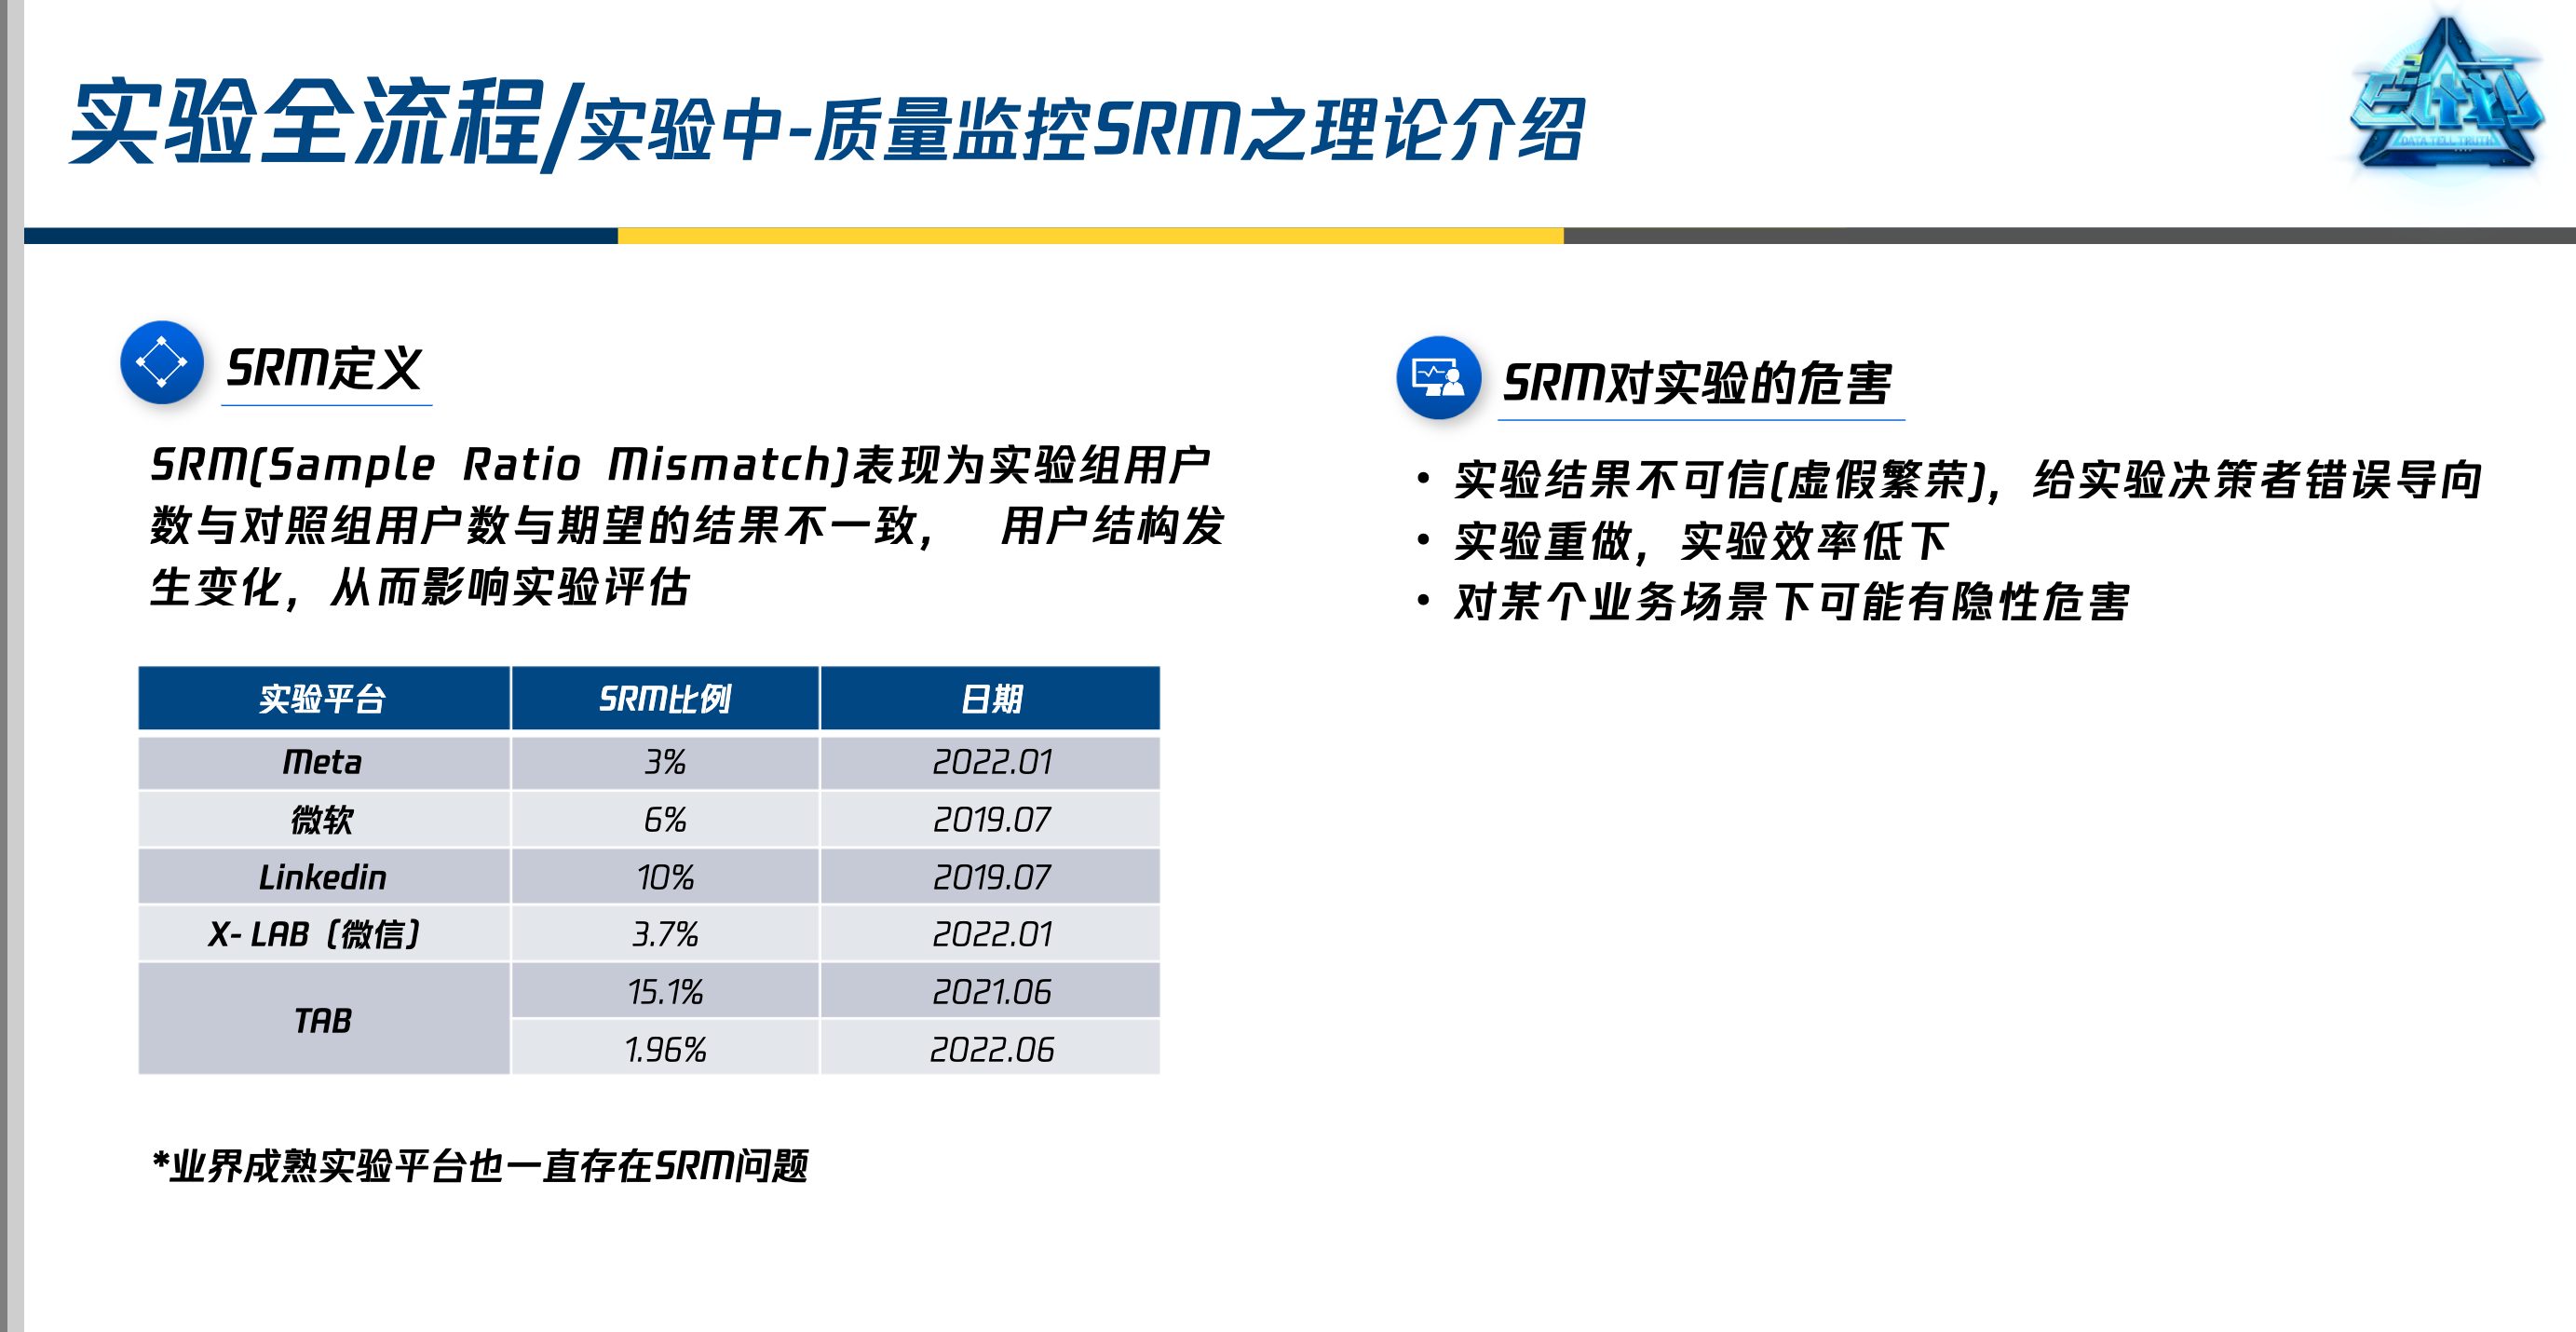 实验全流程/实验中-质量监控SRM之理论介绍
DATA TELL TRUTH
SRM定义
SRM(Sample Ratio Mismatch)表现为实验组用户
数与对照组用户数与期望的结果不一致， 用户结构发
生变化，从而影响实验评估
实验平台 SRM比例 日期
Meta 3% 2022.01
微软 6% 2019.07
Linkedin 10% 2019.07
X- LAB（微信） 3.7% 2022.01
TAB 15.1% 2021.06
1.96% 2022.06
*业界成熟实验平台也一直存在SRM问题
SRM对实验的危害
• 实验结果不可信(虚假繁荣)，给实验决策者错误导向
• 实验重做，实验效率低下
• 对某个业务场景下可能有隐性危害